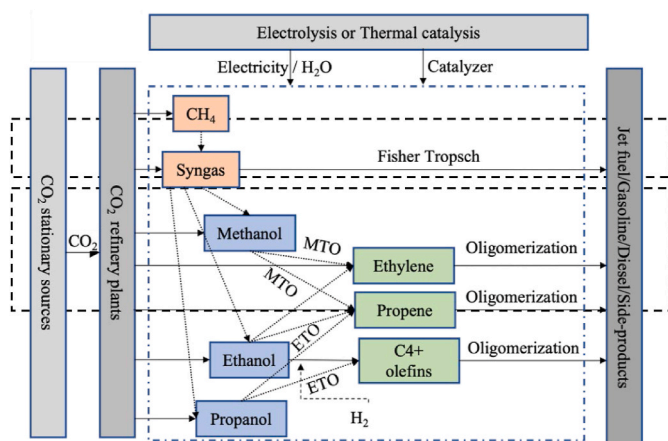 Electrolysis or Thermal catalysis
Electricity / H₂O
Catalyzer
CO₂ stationary sources
CO₂
CO₂ refinery plants
CH₄
Syngas
Fisher Tropsch
Methanol
MTO
MTO
Ethylene
Oligomerization
Propene
Oligomerization
ETO
Ethanol
C4+
olefins
Oligomerization
ETO
Propanol
H₂
Jet fuel/Gasoline/Diesel/Side-products